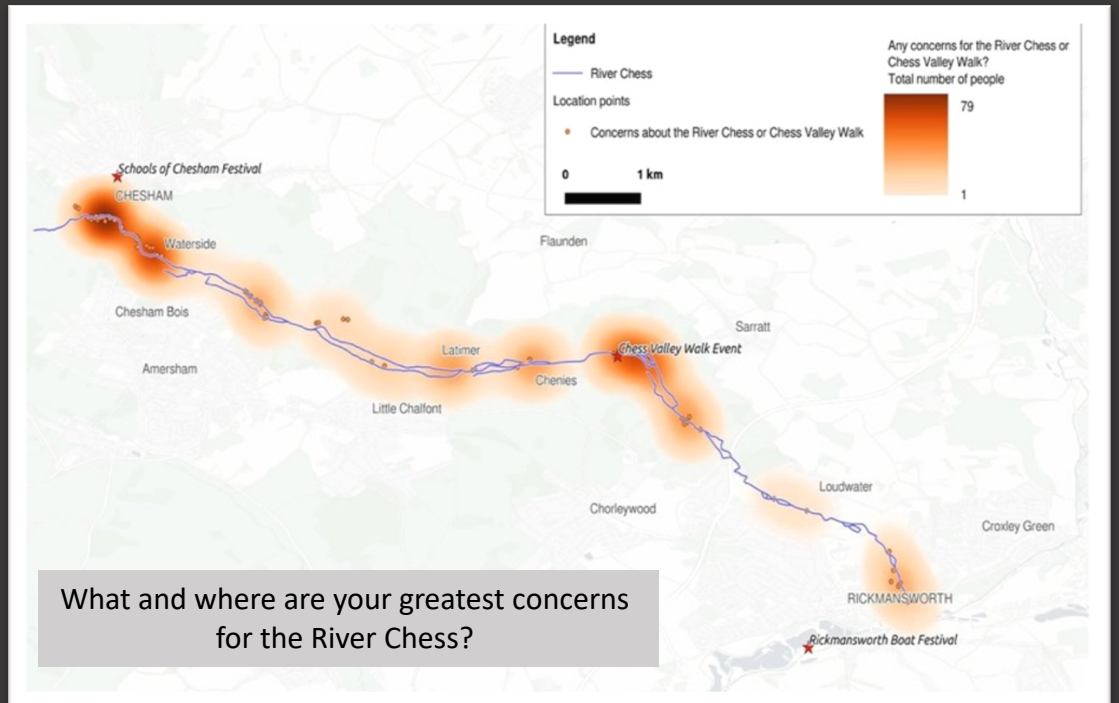 Legend
River Chess
Location points
Concerns about the River Chess or Chess Valley Walk
0 1 km
Any concerns for the River Chess or
Chess Valley Walk?
Total number of people
79
1
Schools of Chesham Festival
CHESHAM
Waterside
Flaunden
Chesham Bois
Sarratt
Chess Valley Walk Event
Latimer
Amersham
Chenies
Little Chalfont
Loudwater
Chorleywood
Croxley Green
RICKMANSWORTH
Rickmansworth Boat Festival
What and where are your greatest concerns
for the River Chess?